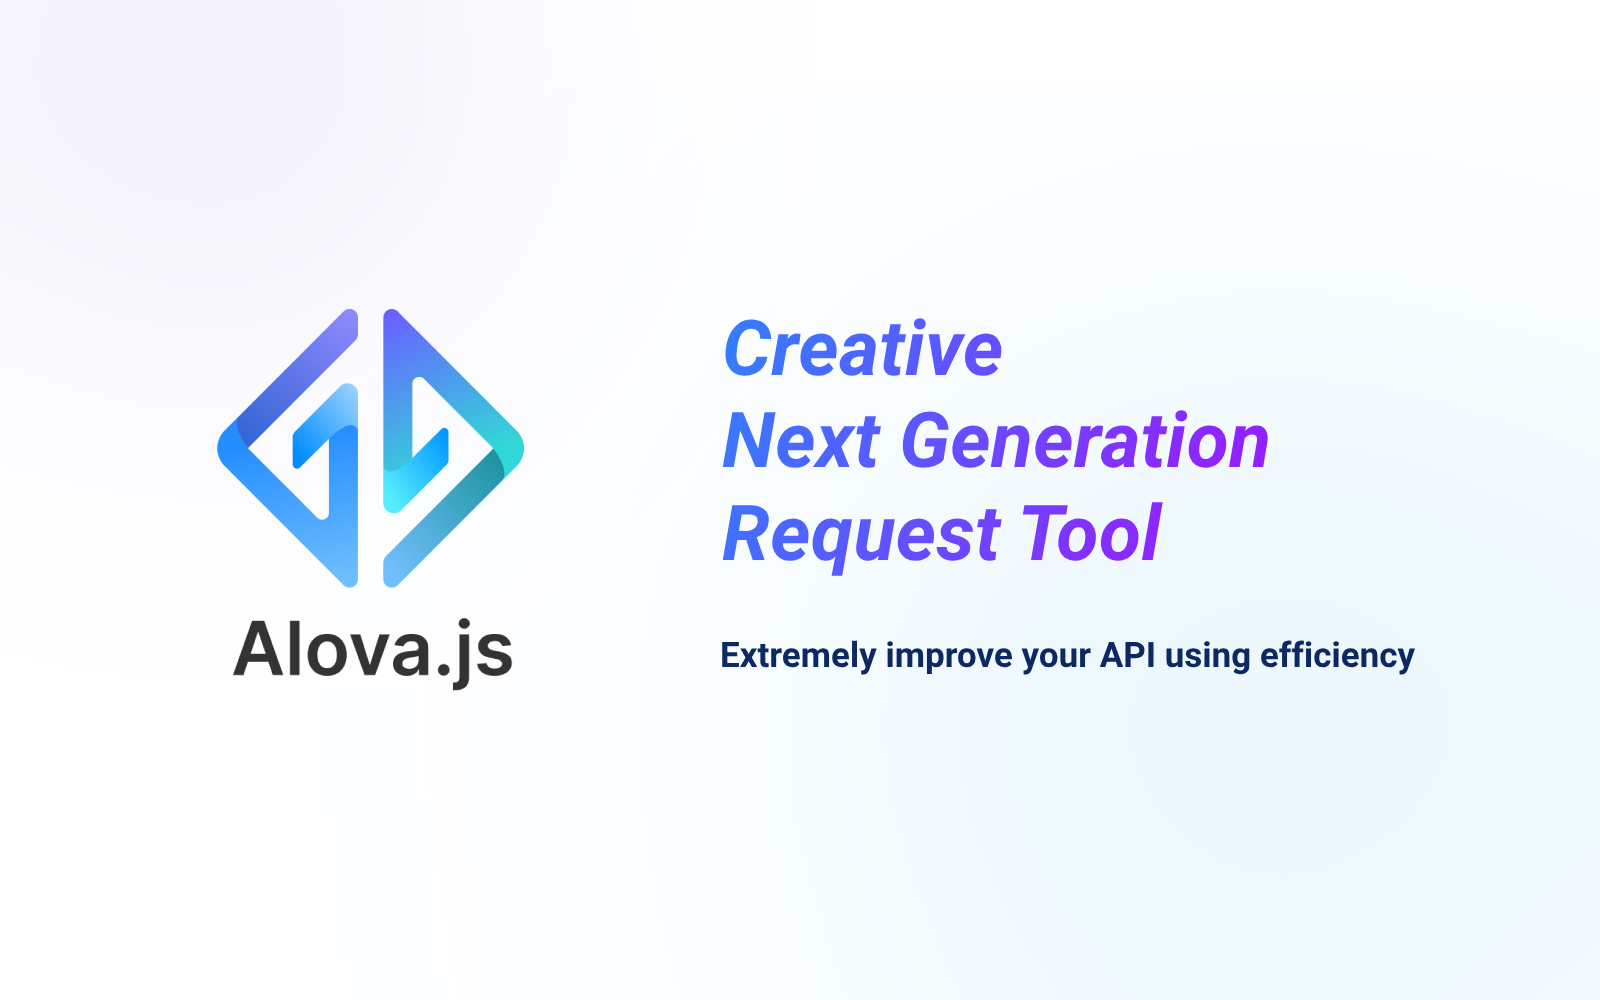 Alova.js
Creative
Next Generation
Request Tool
Extremely improve your API using efficiency